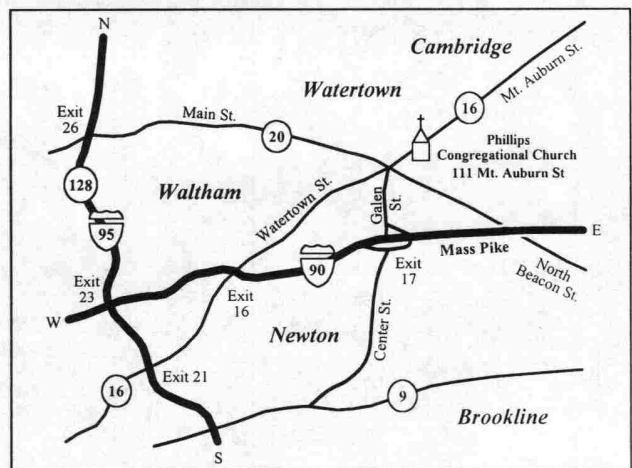 N
Cambridge
Mt. Auburn St.
Watertown
16
Exit
26
Main St.
20
Phillips
Congregational Church
111 Mt. Auburn St
128
Waltham
Watertown St.
Galen
St.
95
E
Mass Pike
90
Exit
17
North
Beacon St.
Exit
23
W
Exit
16
Newton
Center St.
Exit 21
16
9
Brookline
S